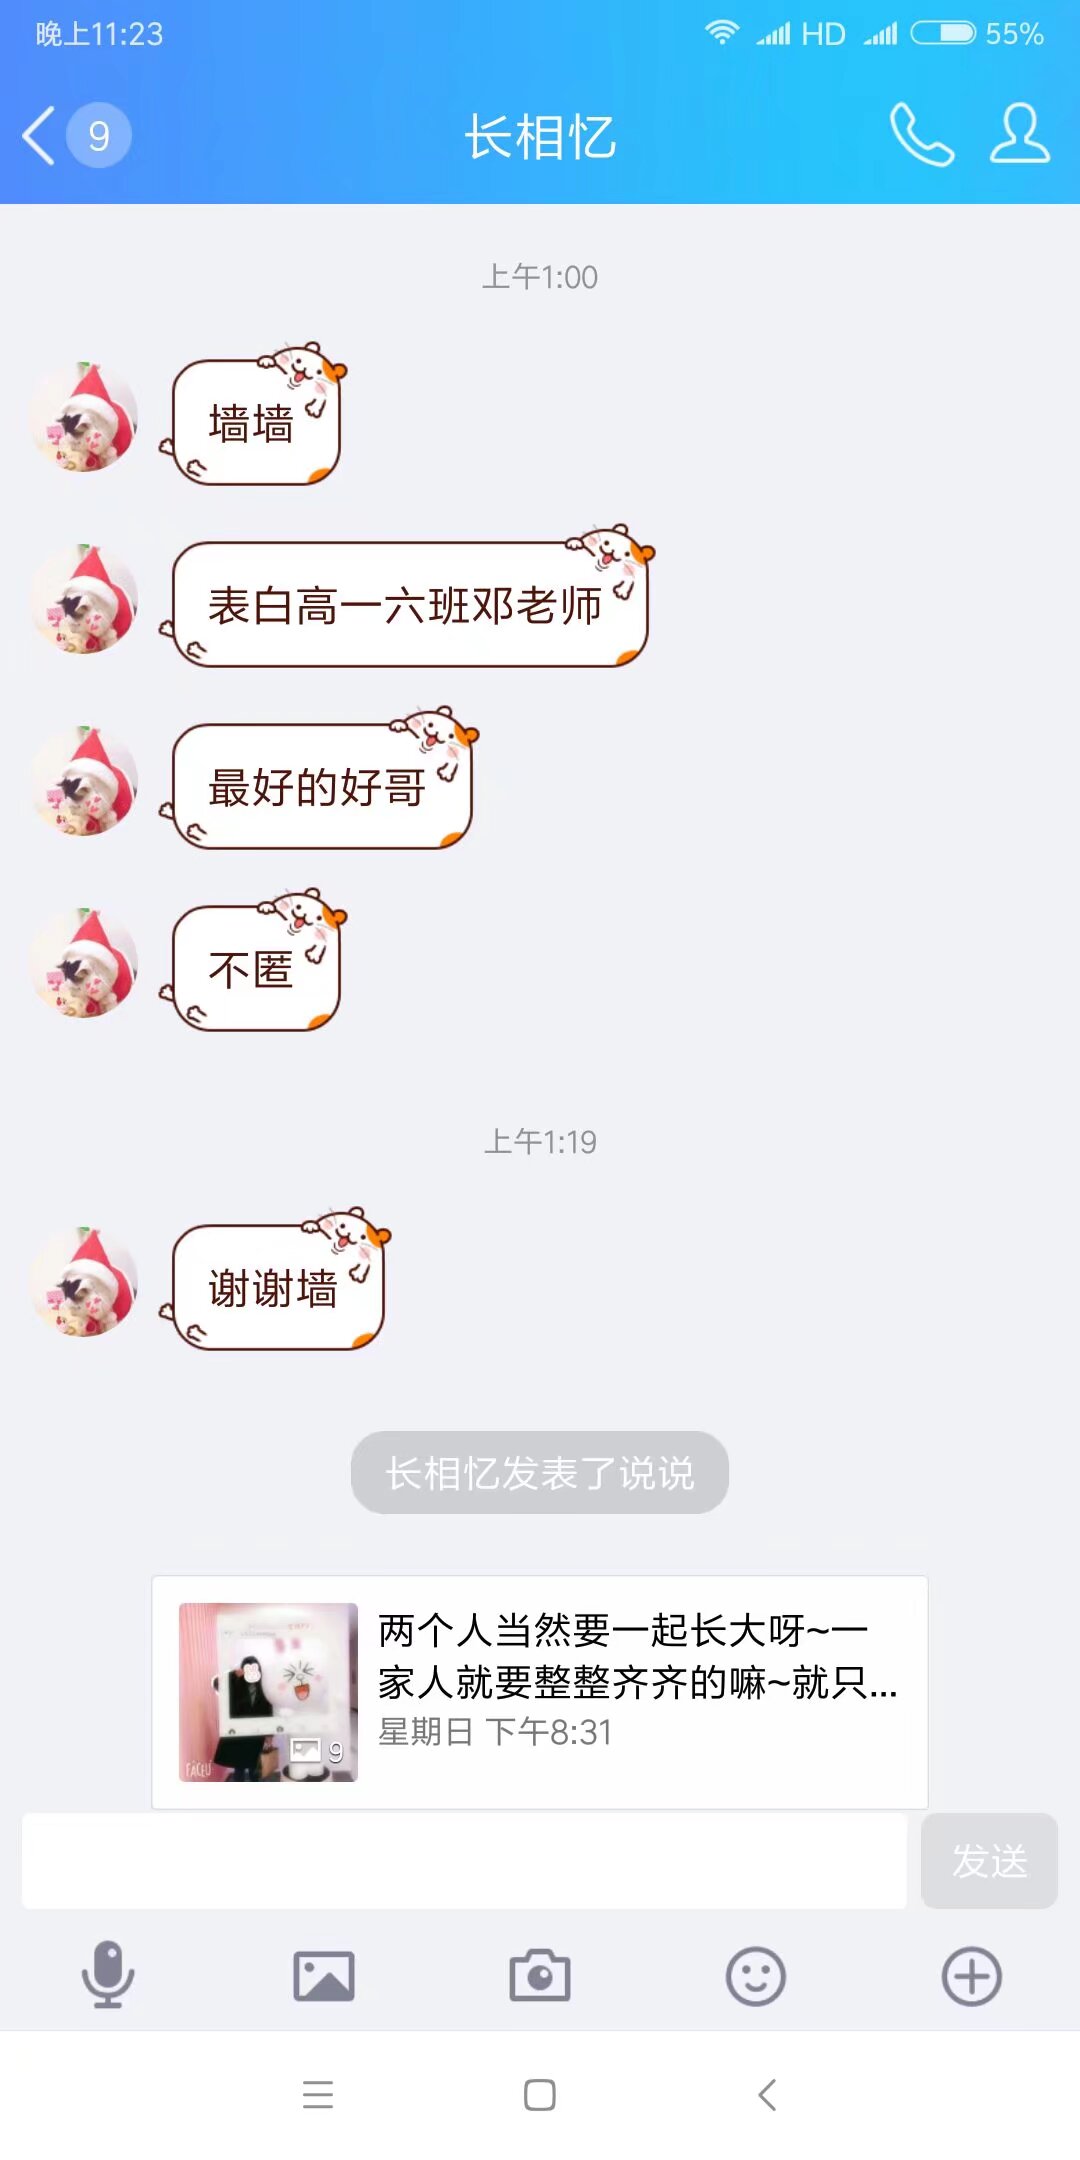 晚上11:23
HD
55%
9
长相忆
上午1:00
墙墙
表白高一六班邓老师
最好的好哥
不匿
上午1:19
谢谢墙
长相忆发表了说说
两个人当然要一起长大呀~一
家人就要整整齐齐的嘛~就只...
星期日 下午8:31
9
FACEU
发送